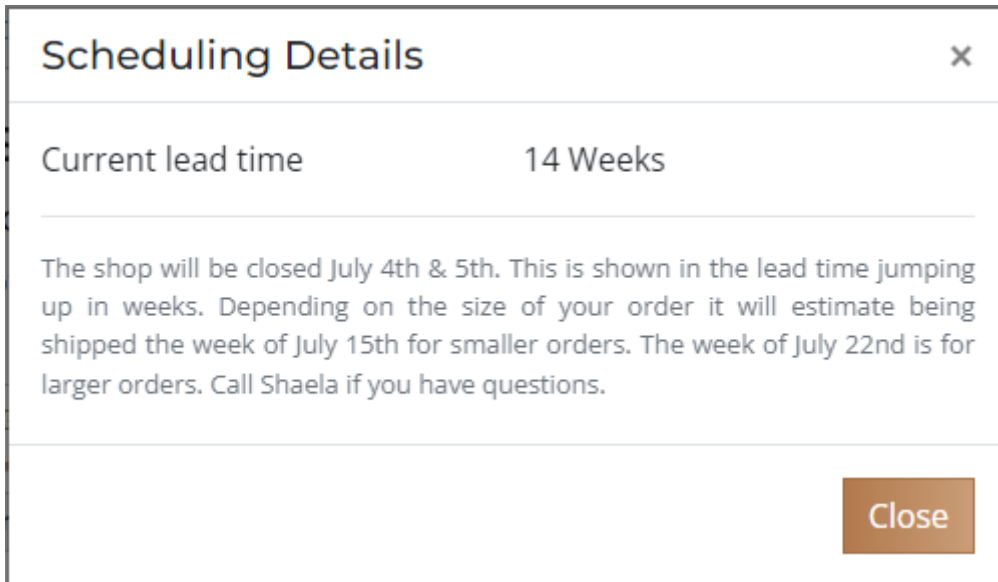 Scheduling Details ×
Current lead time 14 Weeks
The shop will be closed July 4th & 5th. This is shown in the lead time jumping
up in weeks. Depending on the size of your order it will estimate being
shipped the week of July 15th for smaller orders. The week of July 22nd is for
larger orders. Call Shaela if you have questions.
Close